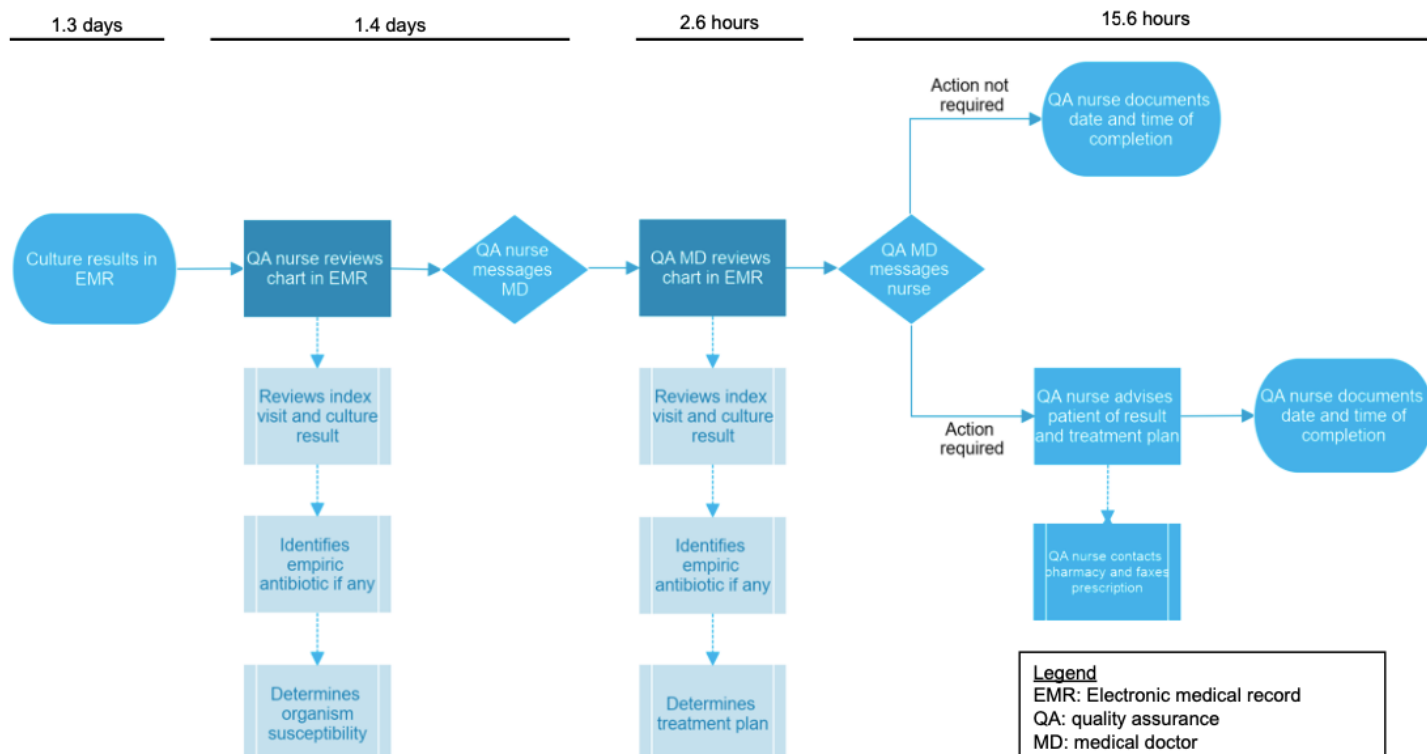 1.3 days
1.4 days
2.6 hours
15.6 hours
Action not
required
QA nurse documents
date and time of
completion
Culture results in
EMR
QA nurse reviews
chart in EMR
QA nurse
messages
MD
QA MD reviews
chart in EMR
QA MD
messages
nurse
Reviews index
visit and culture
result
Reviews index
visit and culture
result
Action
required
QA nurse advises
patient of result
and treatment plan
QA nurse documents
date and time of
completion
Identifies
empiric
antibiotic if any
Identifies
empiric
antibiotic if any
QA nurse contacts
pharmacy and faxes
prescription
Determines
organism
susceptibility
Determines
treatment plan
Legend
EMR: Electronic medical record
QA: quality assurance
MD: medical doctor